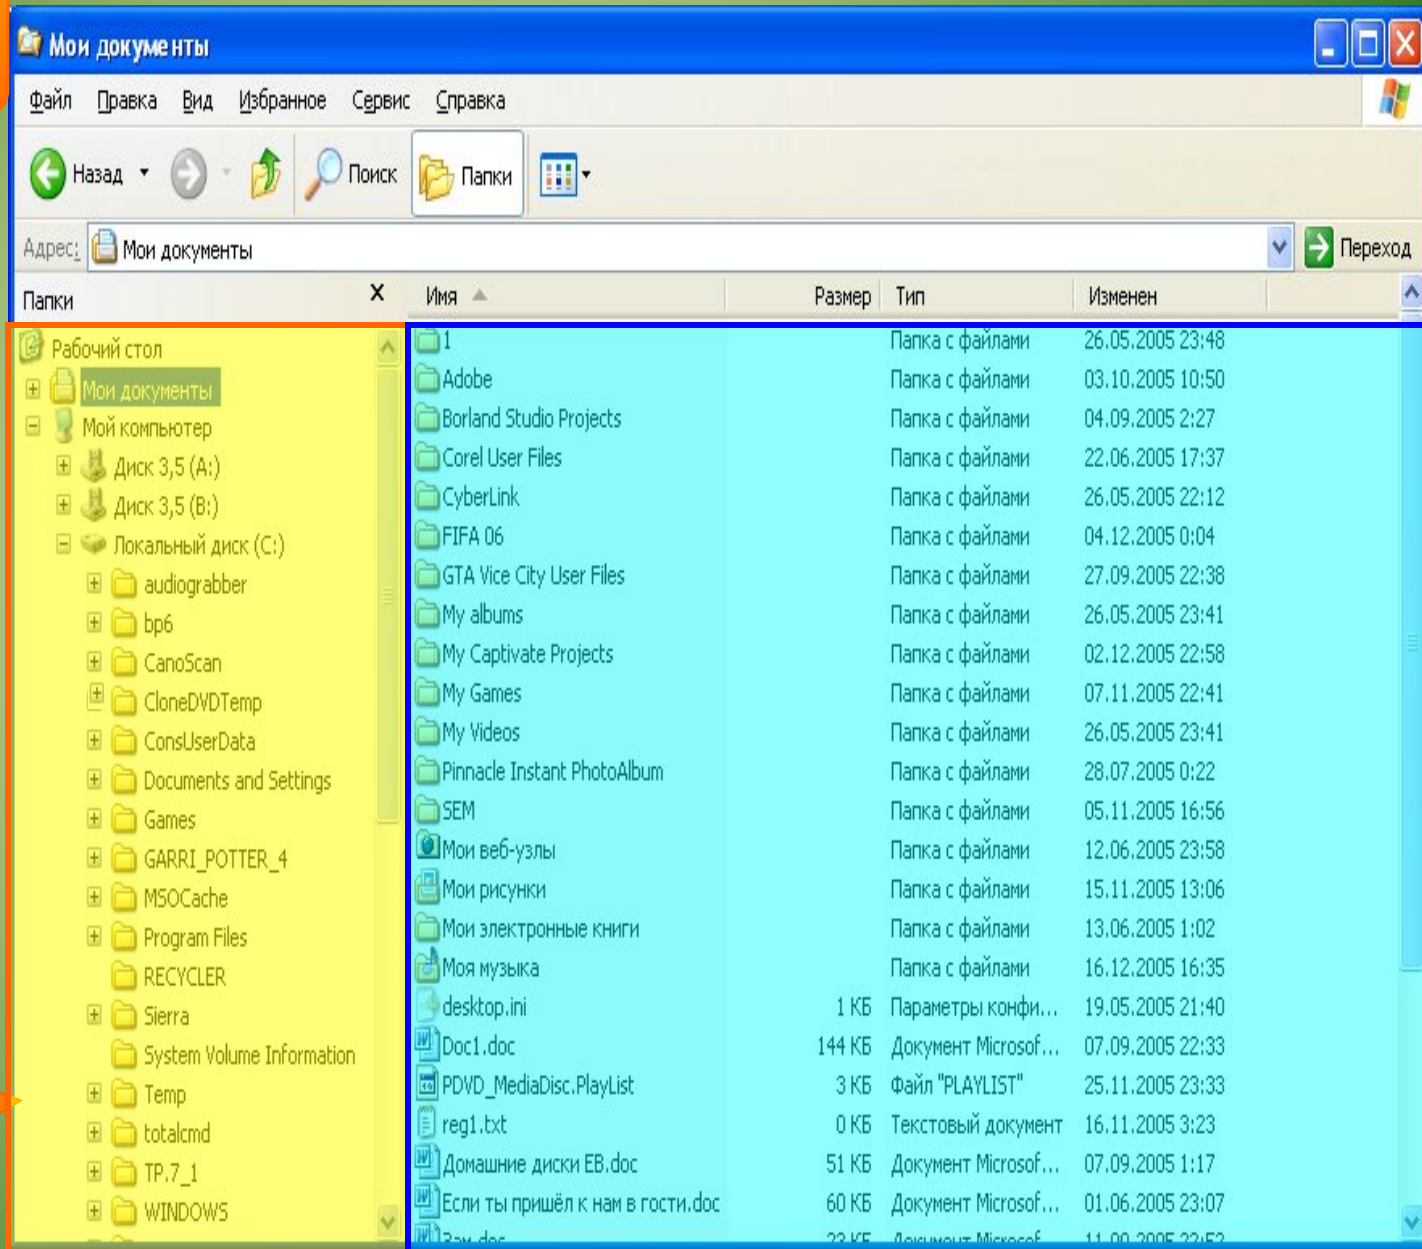 Мои документы
Файл Правка Вид Избранное Сервис Справка
Назад Поиск Папки
Адрес: Мои документы Переход
Папки X
Рабочий стол
Мои документы
Мой компьютер
Диск 3,5 (A:)
Диск 3,5 (B:)
Локальный диск (C:)
audiograbber
bp6
CanoScan
CloneDVDTemp
ConsUserData
Documents and Settings
Games
GARRI_POTTER_4
MSOCache
Program Files
RECYCLER
Sierra
System Volume Information
Temp
totalcmd
TP.7_1
WINDOWS
Имя Размер Тип Изменен
1 Папка с файлами 26.05.2005 23:48
Adobe Папка с файлами 03.10.2005 10:50
Borland Studio Projects Папка с файлами 04.09.2005 2:27
Corel User Files Папка с файлами 22.06.2005 17:37
CyberLink Папка с файлами 26.05.2005 22:12
FIFA 06 Папка с файлами 04.12.2005 0:04
GTA Vice City User Files Папка с файлами 27.09.2005 22:38
My albums Папка с файлами 26.05.2005 23:41
My Captivate Projects Папка с файлами 02.12.2005 22:58
My Games Папка с файлами 07.11.2005 22:41
My Videos Папка с файлами 26.05.2005 23:41
Pinnacle Instant PhotoAlbum Папка с файлами 28.07.2005 0:22
SEM Папка с файлами 05.11.2005 16:56
Мои веб-узлы Папка с файлами 12.06.2005 23:58
Мои рисунки Папка с файлами 15.11.2005 13:06
Мои электронные книги Папка с файлами 13.06.2005 1:02
Моя музыка Папка с файлами 16.12.2005 16:35
desktop.ini 1 КБ Параметры конфи... 19.05.2005 21:40
Doc1.doc 144 КБ Документ Microsof... 07.09.2005 22:33
PDVD_MediaDisc.PlayList 3 КБ Файл "PLAYLIST" 25.11.2005 23:33
reg1.txt 0 КБ Текстовый документ 16.11.2005 3:23
Домашние диски ЕВ.doc 51 КБ Документ Microsof... 07.09.2005 1:17
Если ты пришёл к нам в гости.doc 60 КБ Документ Microsof... 01.06.2005 23:07